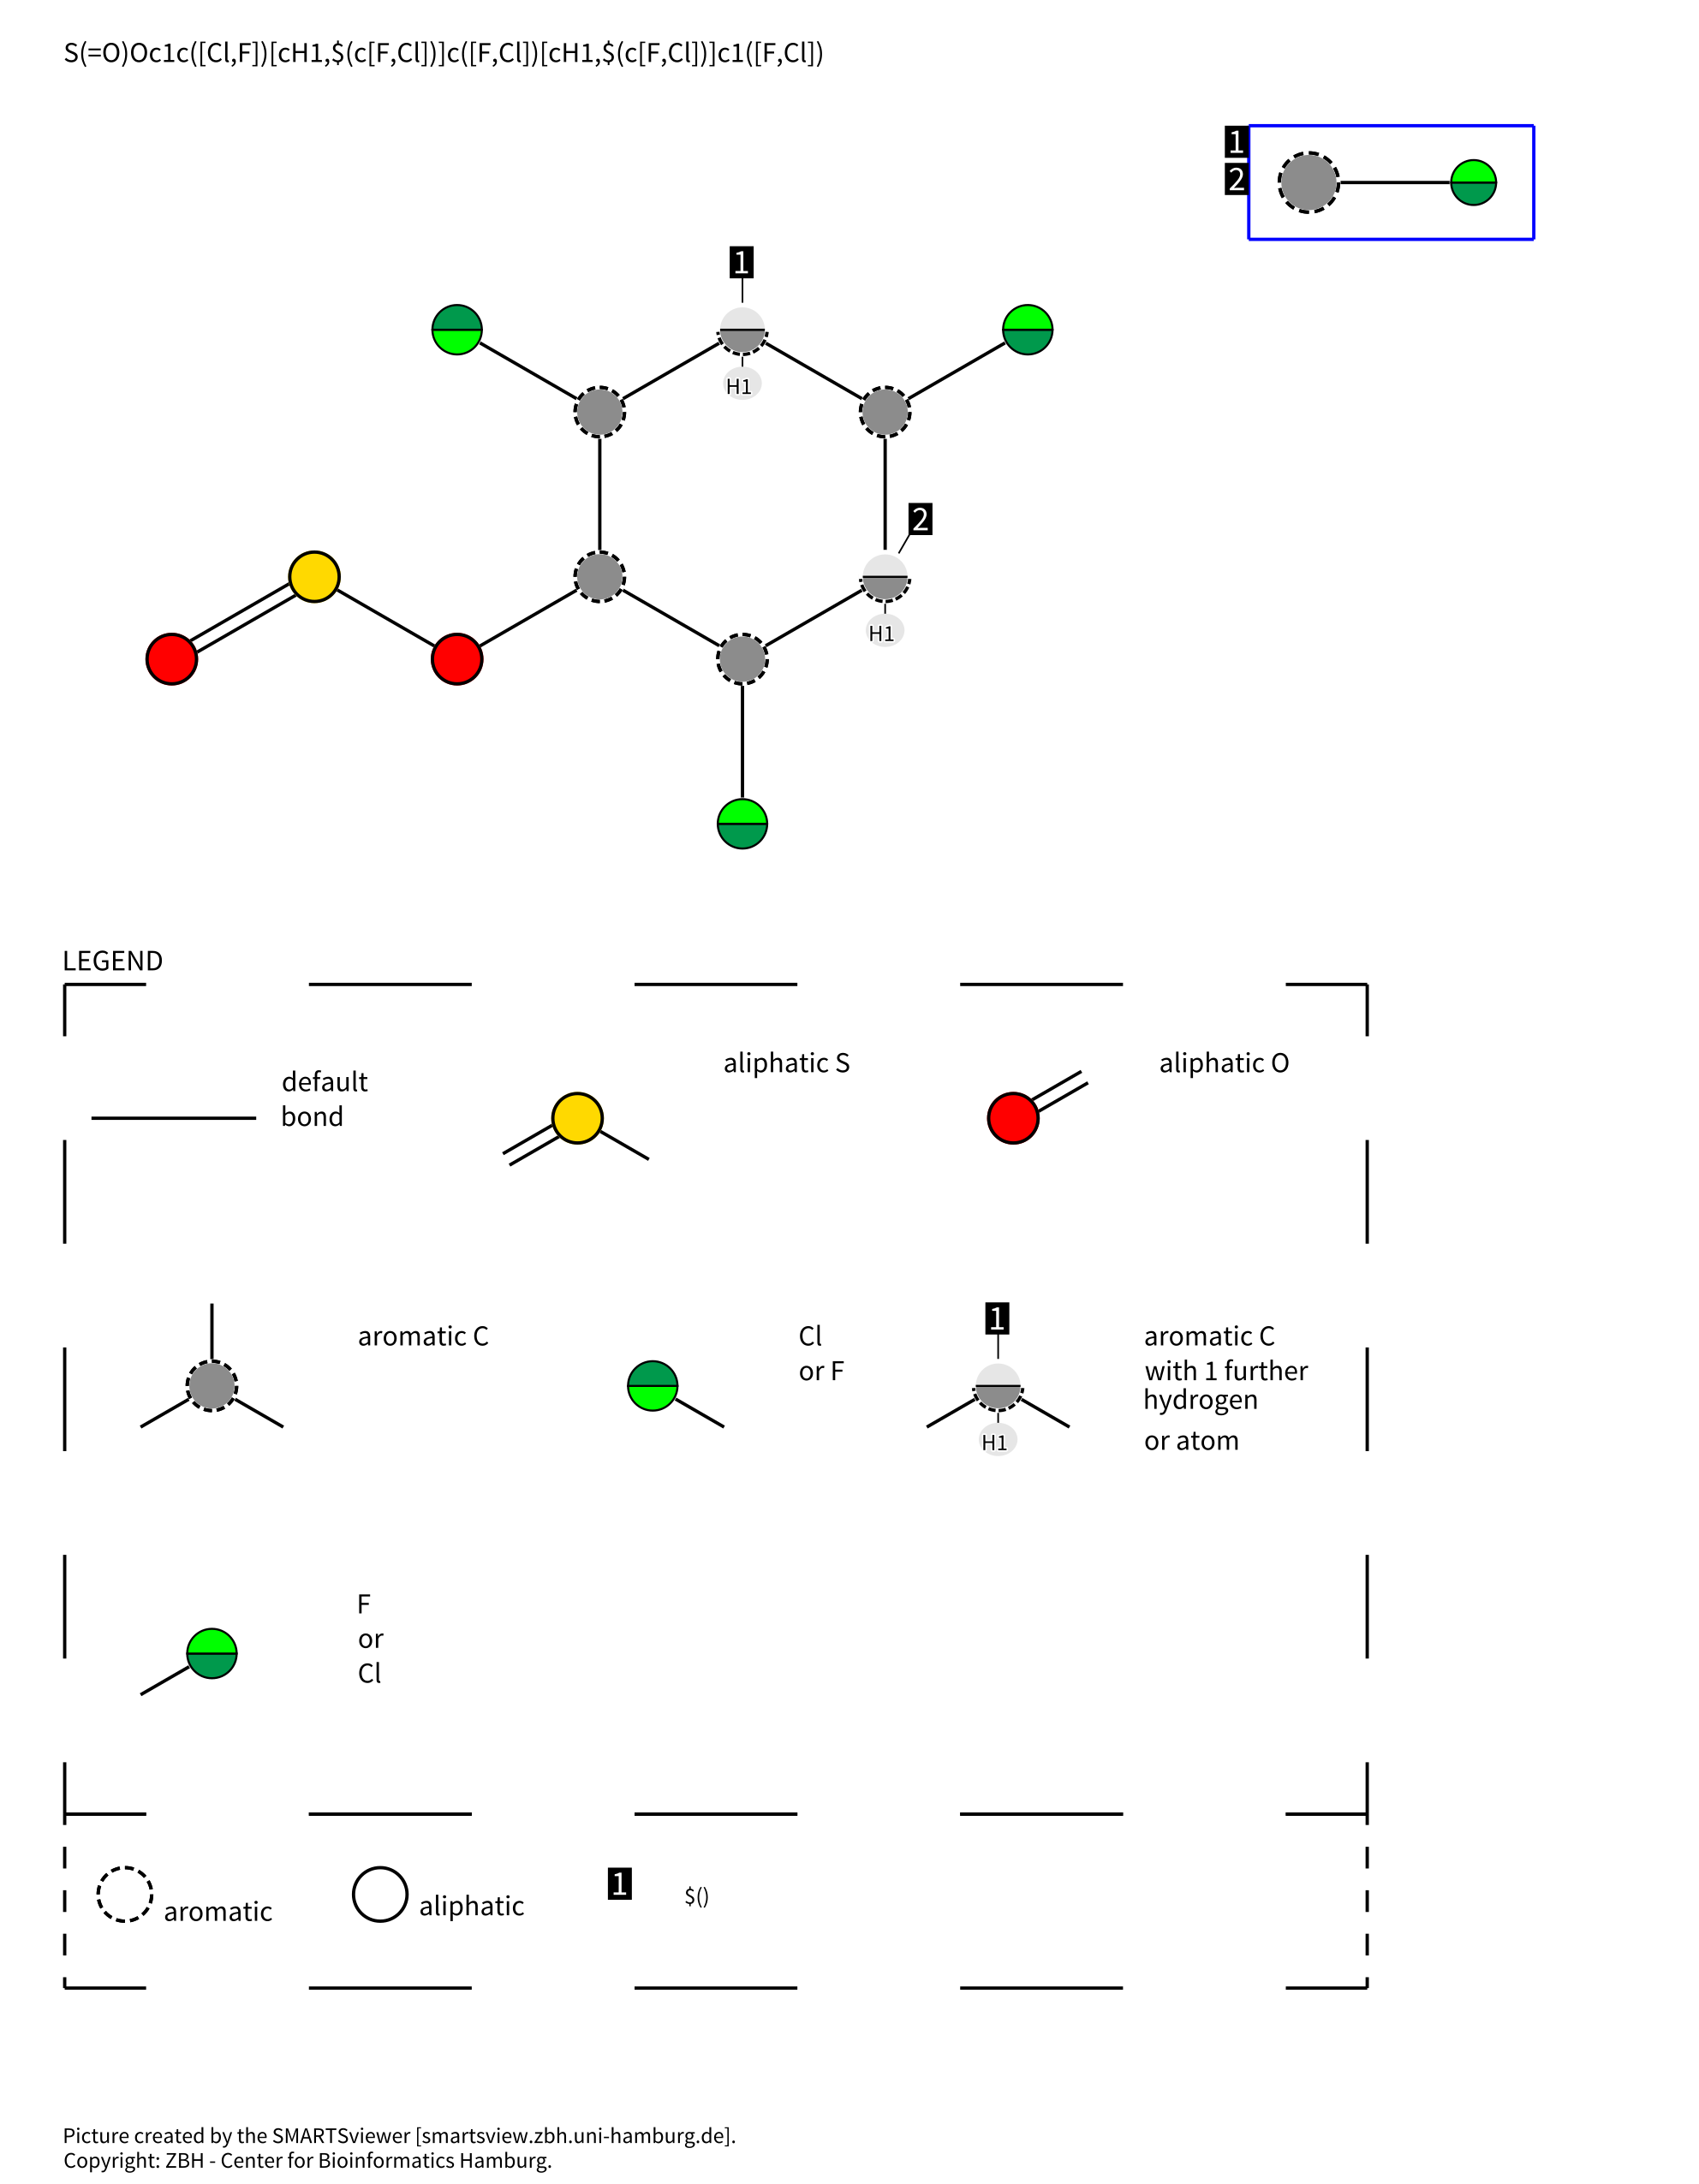 S(=O)Oc1c([Cl,F])[cH1,$(c[F,Cl])]c([F,Cl])[cH1,$(c[F,Cl])]c1([F,Cl])
1
2
1
H1
2
H1
LEGEND
default
bond
aliphatic S
aliphatic O
aromatic C
Cl
or F
1
H1
aromatic C
with 1 further
hydrogen
or atom
F
or
Cl
aromatic
aliphatic
1
$()
Picture created by the SMARTSviewer [smartsview.zbh.uni-hamburg.de].
Copyright: ZBH - Center for Bioinformatics Hamburg.